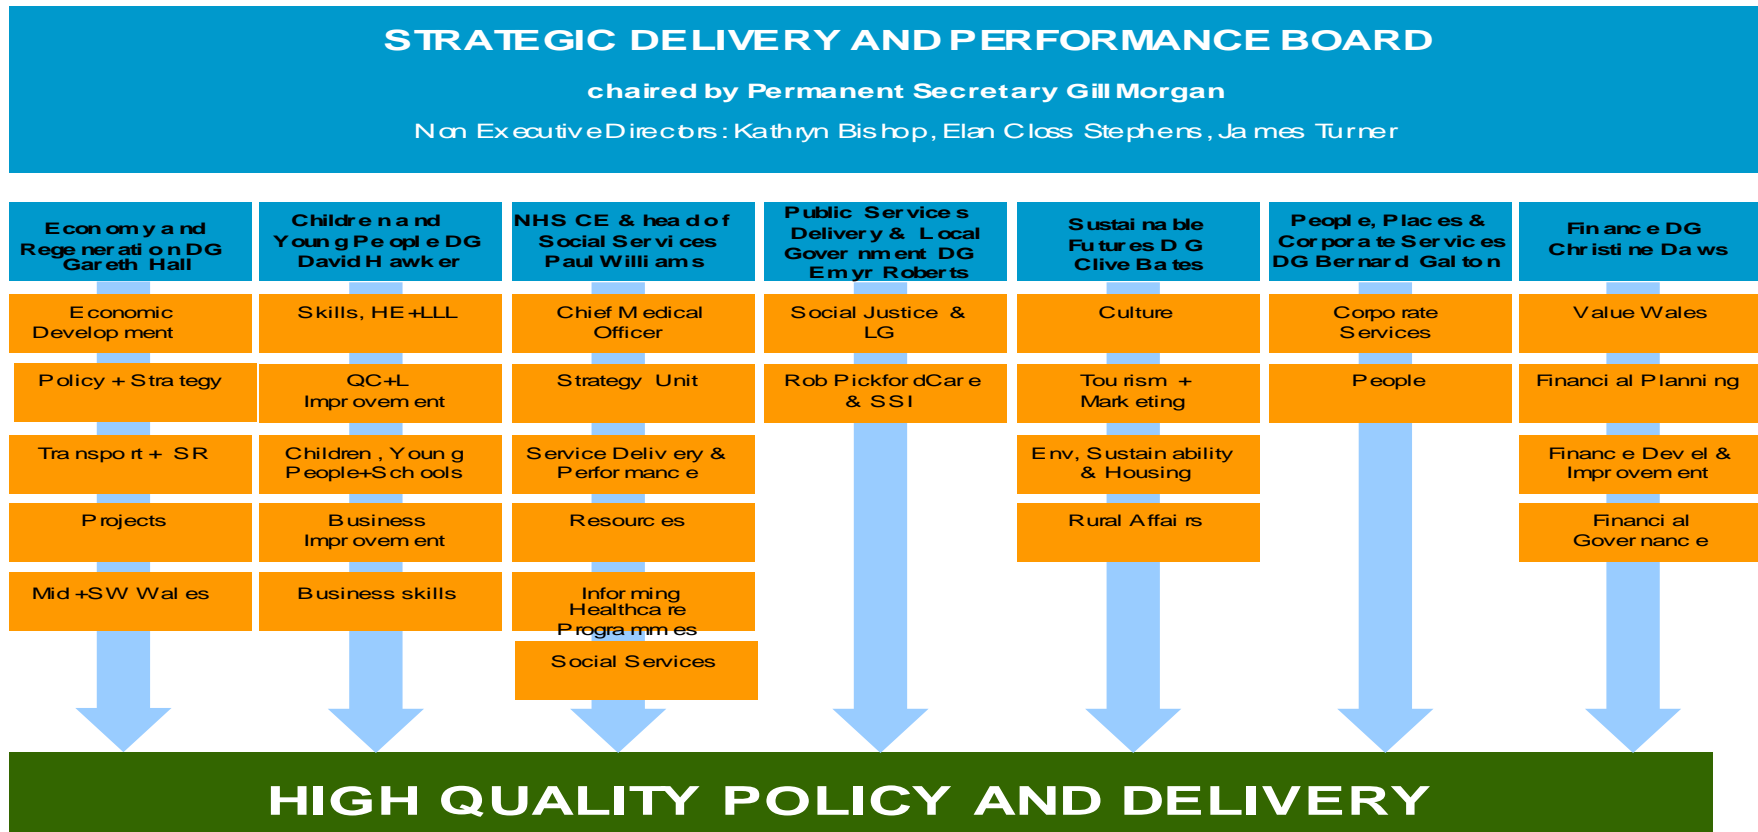 STRATEGIC DELIVERY AND PERFORMANCE BOARD
chaired by Permanent Secretary Gill Morgan
Non Executive Directors: Kathryn Bishop, Elan Closs Stephens, James Turner
Economy and
Regeneration DG
Gareth Hall
Children and
Young People DG
David Hawker
NHS CE & head of
Social Services
Paul Williams
Public Services
Delivery & Local
Government DG
Emyr Roberts
Sustainable
Futures DG
Clive Bates
People, Places &
Corporate Services
DG Bernard Galton
Finance DG
Christine Daws
Economic
Development
Skills, HE+LLL
Chief Medical
Officer
Social Justice &
LG
Culture
Corporate
Services
Value Wales
Policy + Strategy
QC+L
Improvement
Strategy Unit
Rob PickfordCare
& SSI
Tourism +
Marketing
People
Financial Planning
Transport + SR
Children, Young
People+Schools
Service Delivery &
Performance
Env, Sustainability
& Housing
Finance Devel &
Improvement
Projects
Business
Improvement
Resources
Rural Affairs
Financial
Governance
Mid+SW Wales
Business skills
Informing
Healthcare
Programmes
Social Services
HIGH QUALITY POLICY AND DELIVERY